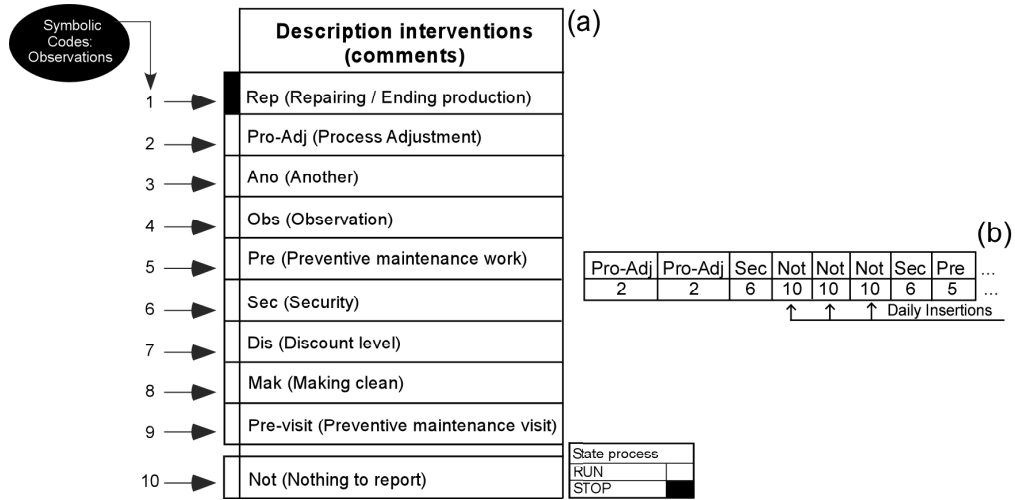 Symbolic
Codes:
Observations
Description interventions
(comments)
(a)
1 Rep (Repairing / Ending production)
2 Pro-Adj (Process Adjustment)
3 Ano (Another)
4 Obs (Observation)
5 Pre (Preventive maintenance work)
6 Sec (Security)
7 Dis (Discount level)
8 Mak (Making clean)
9 Pre-visit (Preventive maintenance visit)
10 Not (Nothing to report)
State process
RUN
STOP
(b)
Pro-Adj Pro-Adj Sec Not Not Not Sec Pre ...
2 2 6 10 10 10 6 5 ...
Daily Insertions